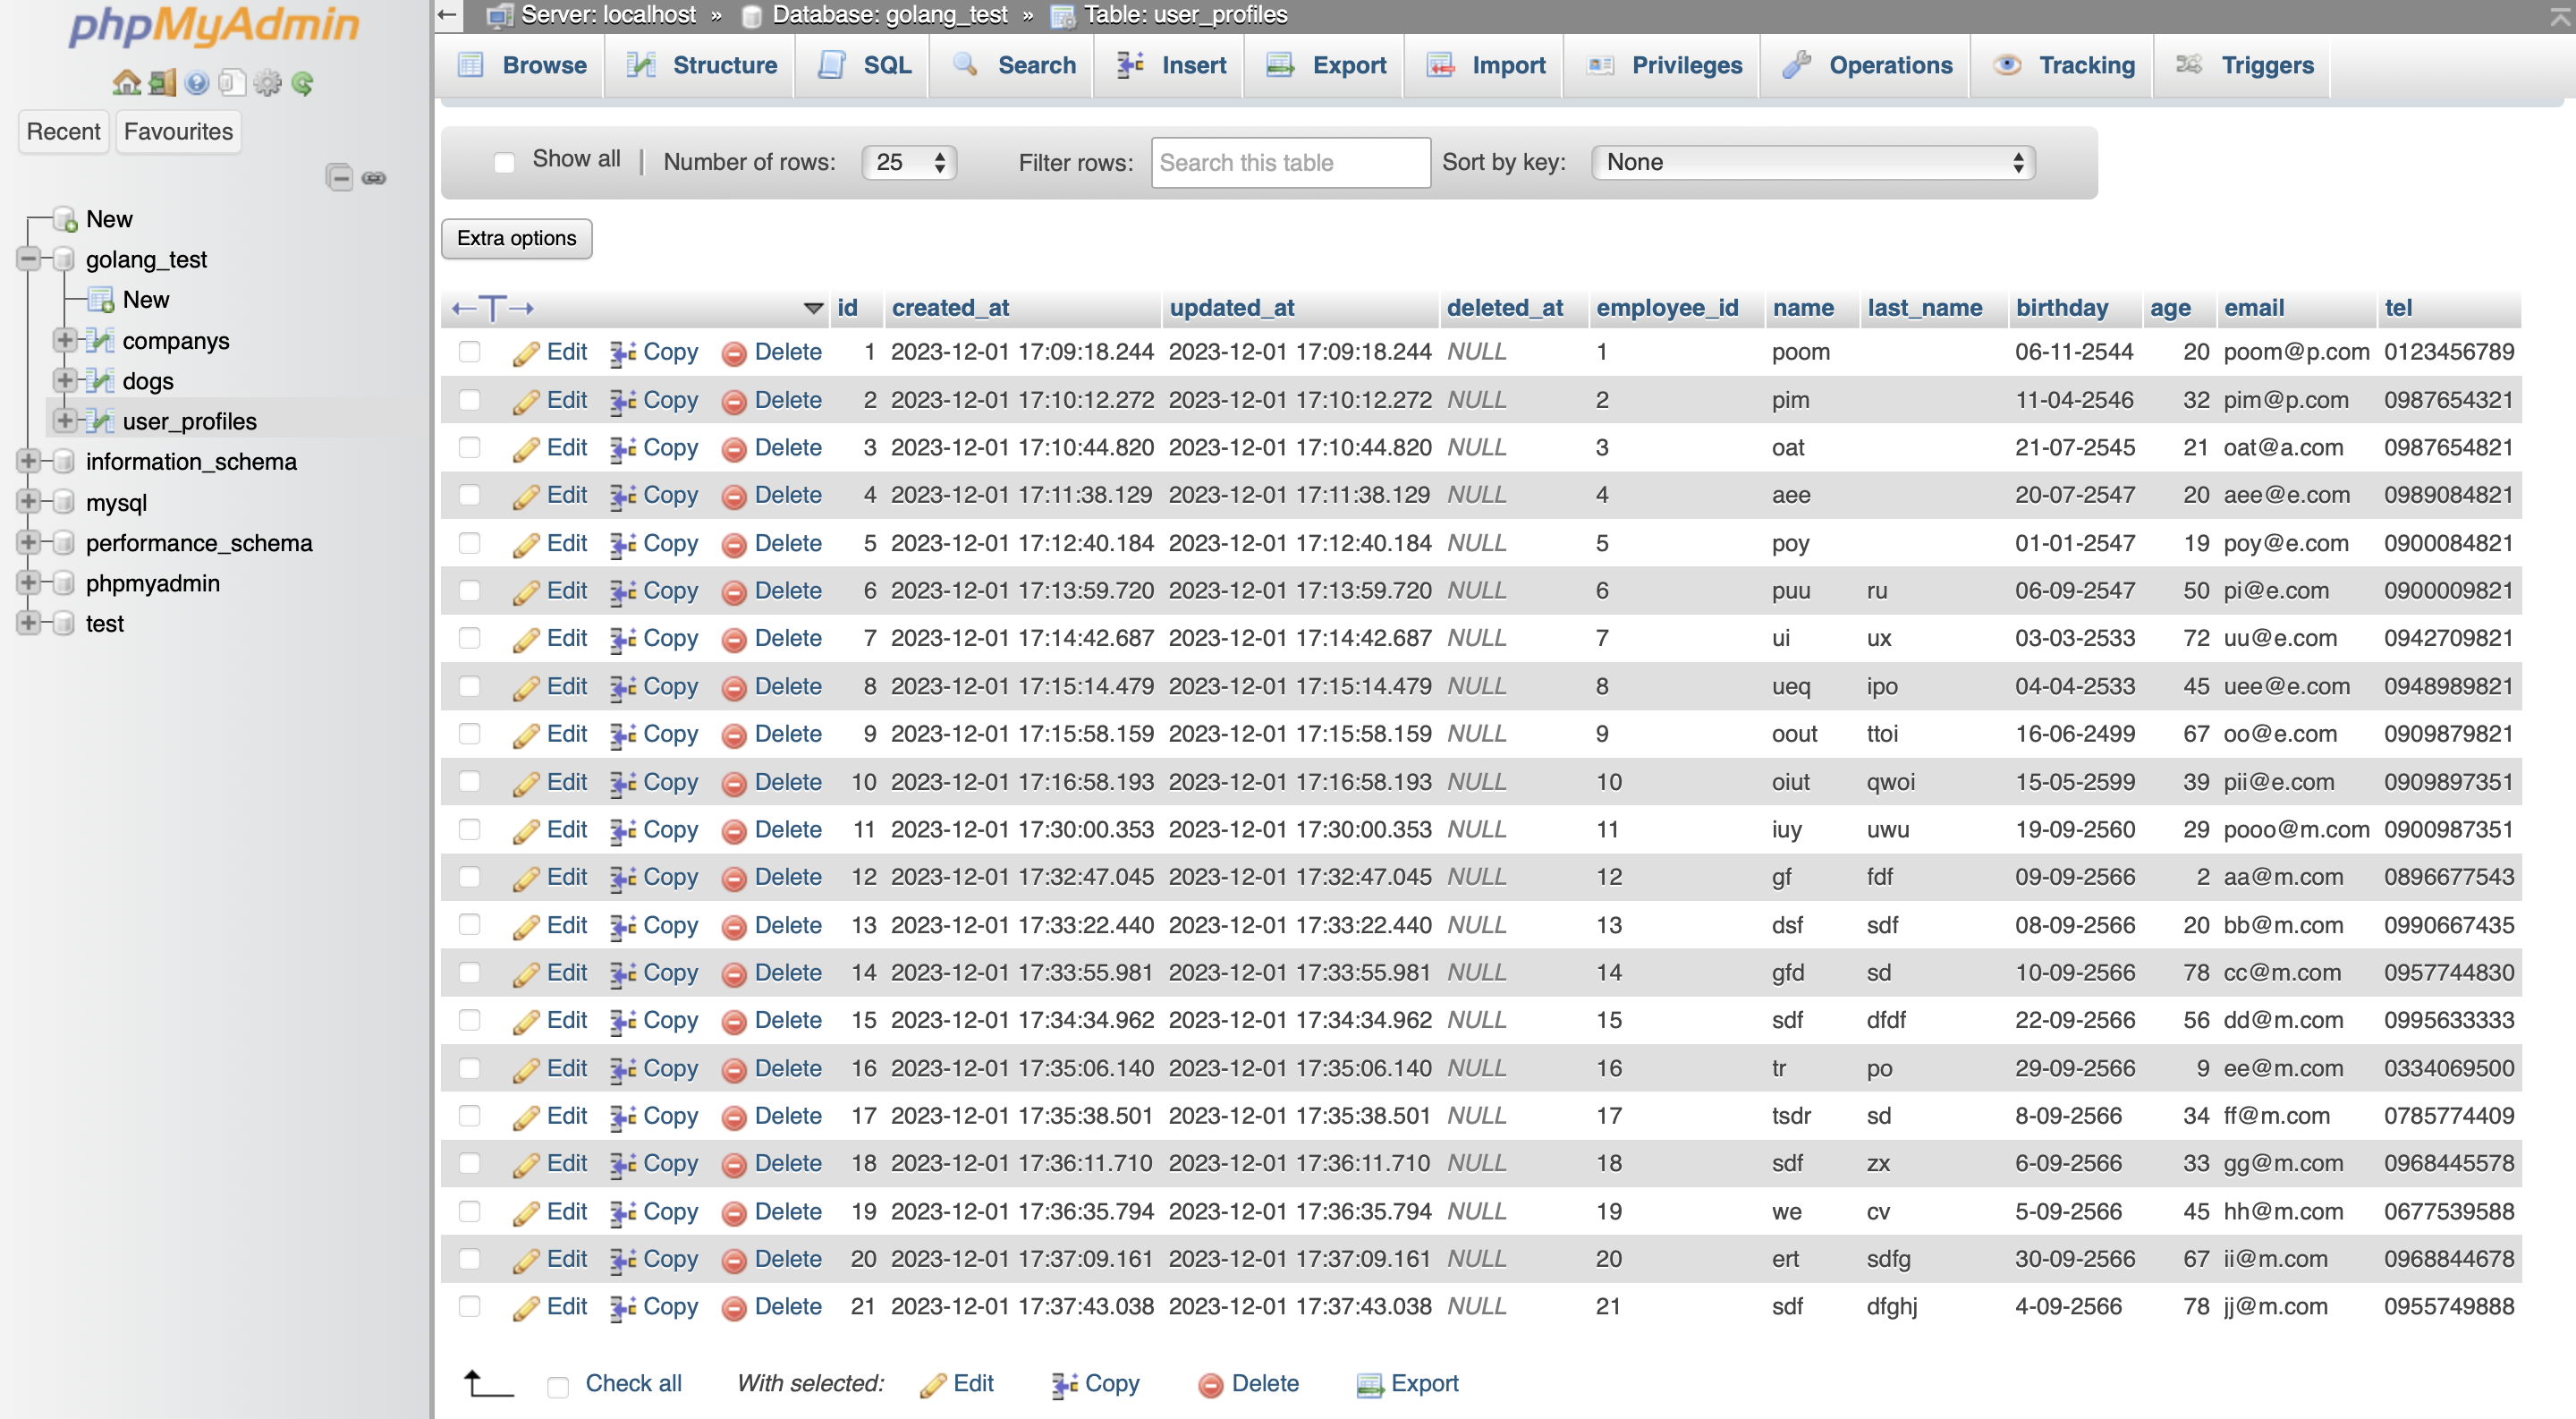 phpMyAdmin
Recent Favourites
New
golang_test
New
companys
dogs
user_profiles
information_schema
mysql
performance_schema
phpmyadmin
test
Server: localhost » Database: golang_test » Table: user_profiles
Browse Structure SQL Search Insert Export Import Privileges Operations Tracking Triggers
Show all | Number of rows: 25 Filter rows: Search this table Sort by key: None
Extra options
←T→ id created_at updated_at deleted_at employee_id name last_name birthday age email tel
Edit Copy Delete 1 2023-12-01 17:09:18.244 2023-12-01 17:09:18.244 NULL 1 poom 06-11-2544 20 poom@p.com 0123456789
Edit Copy Delete 2 2023-12-01 17:10:12.272 2023-12-01 17:10:12.272 NULL 2 pim 11-04-2546 32 pim@p.com 0987654321
Edit Copy Delete 3 2023-12-01 17:10:44.820 2023-12-01 17:10:44.820 NULL 3 oat 21-07-2545 21 oat@a.com 0987654821
Edit Copy Delete 4 2023-12-01 17:11:38.129 2023-12-01 17:11:38.129 NULL 4 aee 20-07-2547 20 aee@e.com 0989084821
Edit Copy Delete 5 2023-12-01 17:12:40.184 2023-12-01 17:12:40.184 NULL 5 poy 01-01-2547 19 poy@e.com 0900084821
Edit Copy Delete 6 2023-12-01 17:13:59.720 2023-12-01 17:13:59.720 NULL 6 puu ru 06-09-2547 50 pi@e.com 0900009821
Edit Copy Delete 7 2023-12-01 17:14:42.687 2023-12-01 17:14:42.687 NULL 7 ui ux 03-03-2533 72 uu@e.com 0942709821
Edit Copy Delete 8 2023-12-01 17:15:14.479 2023-12-01 17:15:14.479 NULL 8 ueq ipo 04-04-2533 45 uee@e.com 0948989821
Edit Copy Delete 9 2023-12-01 17:15:58.159 2023-12-01 17:15:58.159 NULL 9 oout ttoi 16-06-2499 67 oo@e.com 0909879821
Edit Copy Delete 10 2023-12-01 17:16:58.193 2023-12-01 17:16:58.193 NULL 10 oiut qwoi 15-05-2599 39 pii@e.com 0909897351
Edit Copy Delete 11 2023-12-01 17:30:00.353 2023-12-01 17:30:00.353 NULL 11 iuy uwu 19-09-2560 29 pooo@m.com 0900987351
Edit Copy Delete 12 2023-12-01 17:32:47.045 2023-12-01 17:32:47.045 NULL 12 gf fdf 09-09-2566 2 aa@m.com 0896677543
Edit Copy Delete 13 2023-12-01 17:33:22.440 2023-12-01 17:33:22.440 NULL 13 dsf sdf 08-09-2566 20 bb@m.com 0990667435
Edit Copy Delete 14 2023-12-01 17:33:55.981 2023-12-01 17:33:55.981 NULL 14 gfd sd 10-09-2566 78 cc@m.com 0957744830
Edit Copy Delete 15 2023-12-01 17:34:34.962 2023-12-01 17:34:34.962 NULL 15 sdf dfdf 22-09-2566 56 dd@m.com 0995633333
Edit Copy Delete 16 2023-12-01 17:35:06.140 2023-12-01 17:35:06.140 NULL 16 tr po 29-09-2566 9 ee@m.com 0334069500
Edit Copy Delete 17 2023-12-01 17:35:38.501 2023-12-01 17:35:38.501 NULL 17 tsdr sd 8-09-2566 34 ff@m.com 0785774409
Edit Copy Delete 18 2023-12-01 17:36:11.710 2023-12-01 17:36:11.710 NULL 18 sdf zx 6-09-2566 33 gg@m.com 0968445578
Edit Copy Delete 19 2023-12-01 17:36:35.794 2023-12-01 17:36:35.794 NULL 19 we cv 5-09-2566 45 hh@m.com 0677539588
Edit Copy Delete 20 2023-12-01 17:37:09.161 2023-12-01 17:37:09.161 NULL 20 ert sdfg 30-09-2566 67 ii@m.com 0968844678
Edit Copy Delete 21 2023-12-01 17:37:43.038 2023-12-01 17:37:43.038 NULL 21 sdf dfghj 4-09-2566 78 jj@m.com 0955749888
Check all With selected: Edit Copy Delete Export